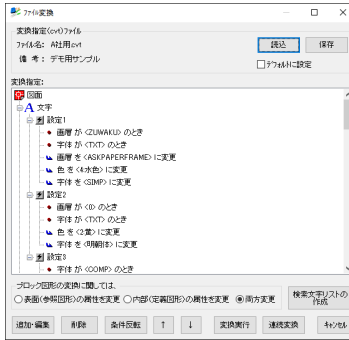 ファイル変換
変換指定(cvt)ファイル
ファイル名: A社用.cvt
備 考: デモ用サンプル
読込
保存
デフォルトに設定
変換指定:
図面
A 文字
設定1
画層 が <ZUWAKU> のとき
字体 が <TXT> のとき
画層 を <ASKPAPERFRAME> に変更
色 を <4:水色> に変更
字体 を <SIMP> に変更
設定2
画層 が <0> のとき
字体 が <TXT> のとき
色 を <2:黄> に変更
字体 を <明朝体> に変更
設定3
字体 が <COMP> のとき
ブロック図形の変換に関しては、
表面(参照図形)の属性を変更 内部(定義図形)の属性を変更 両方変更
検索文字リストの
作成
追加・編集 削除 条件反転 ↑ ↓ 変換実行 連続変換 キャンセル